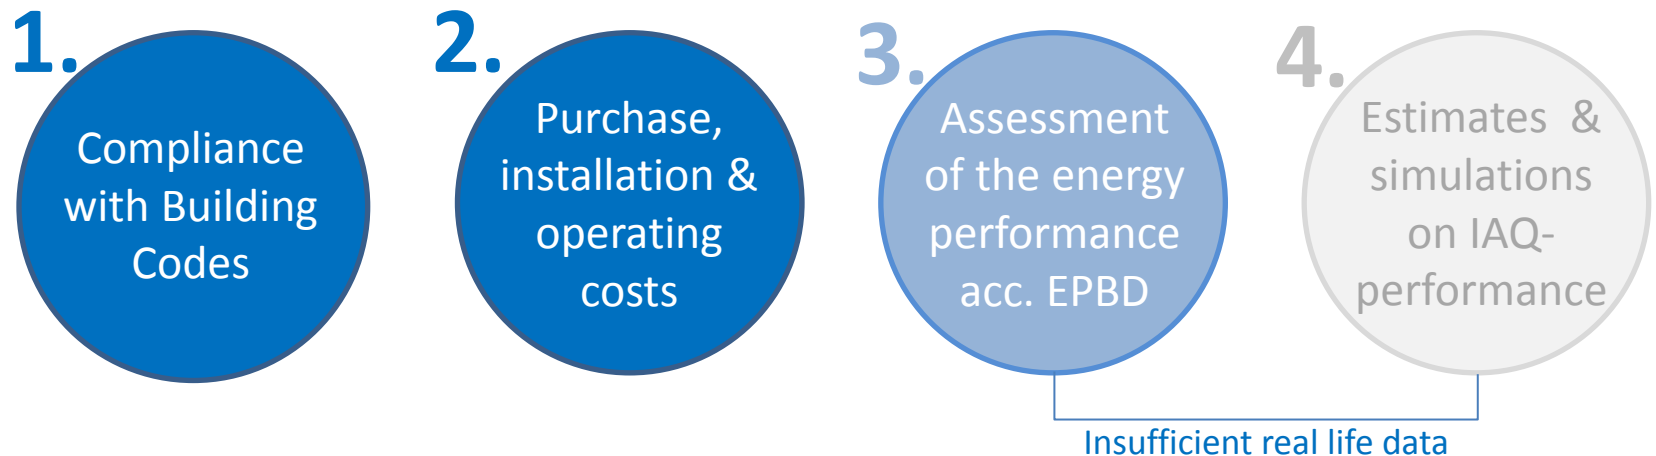 1.
Compliance
with Building
Codes
2.
Purchase,
installation &
operating
costs
3.
Assessment
of the energy
performance
acc. EPBD
4.
Estimates &
simulations
on IAQ-
performance
Insufficient real life data